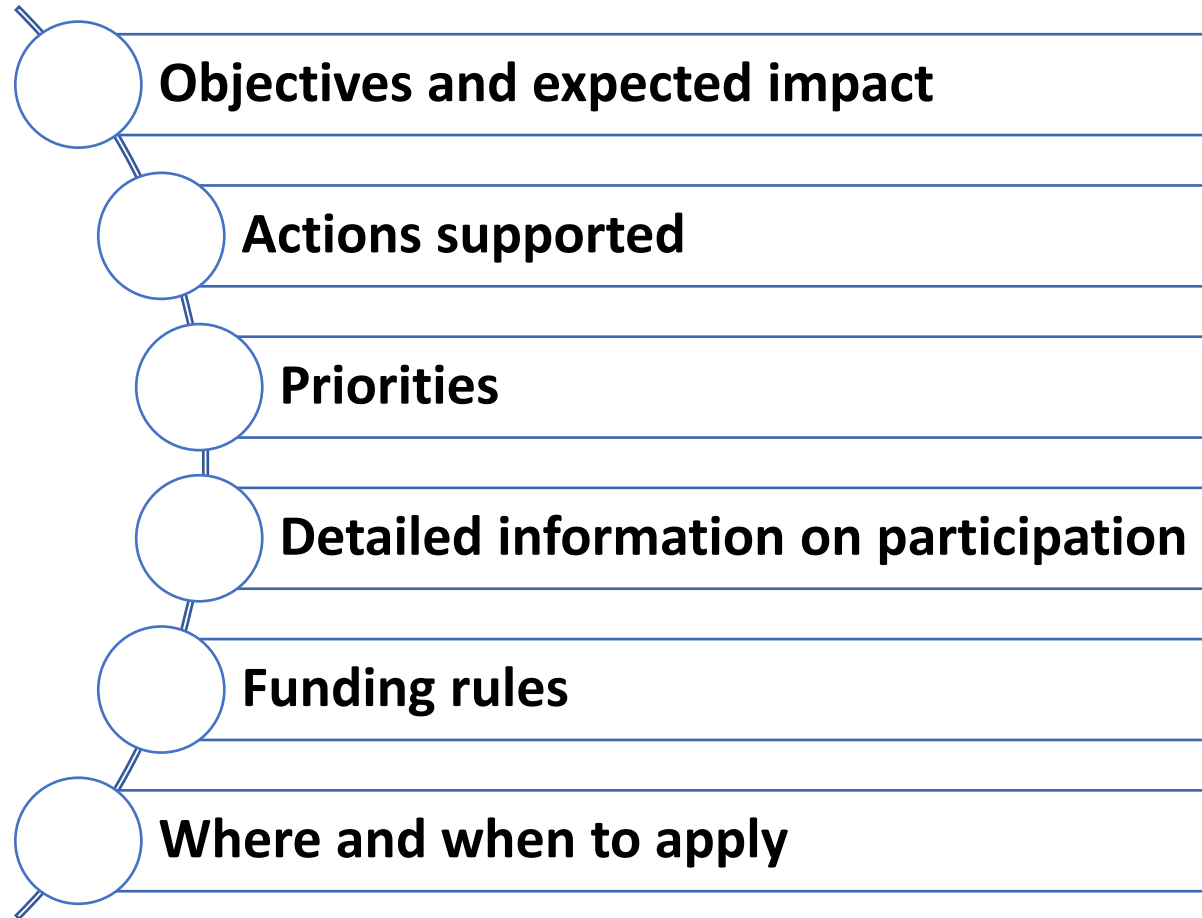 Objectives and expected impact
Actions supported
Priorities
Detailed information on participation
Funding rules
Where and when to apply